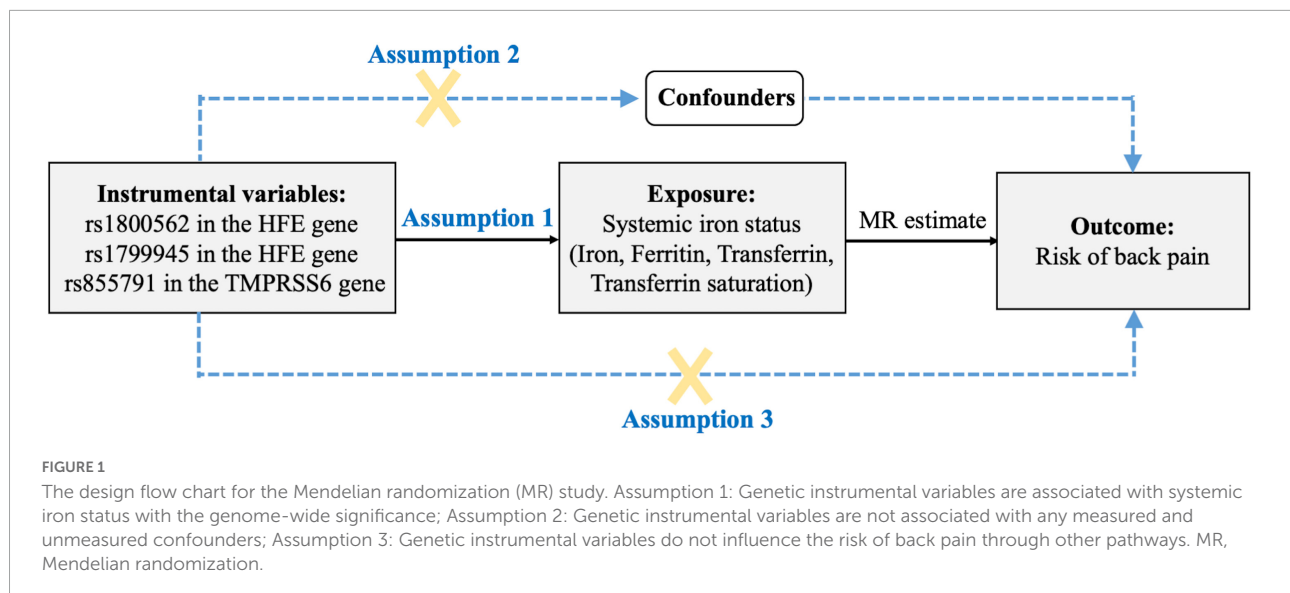 Assumption 2
Confounders
Instrumental variables:
rs1800562 in the HFE gene
rs1799945 in the HFE gene
rs855791 in the TMPRSS6 gene
Assumption 1
Exposure:
Systemic iron status
(Iron, Ferritin, Transferrin,
Transferrin saturation)
MR estimate
Outcome:
Risk of back pain
Assumption 3
FIGURE 1
The design flow chart for the Mendelian randomization (MR) study. Assumption 1: Genetic instrumental variables are associated with systemic
iron status with the genome-wide significance; Assumption 2: Genetic instrumental variables are not associated with any measured and
unmeasured confounders; Assumption 3: Genetic instrumental variables do not influence the risk of back pain through other pathways. MR,
Mendelian randomization.